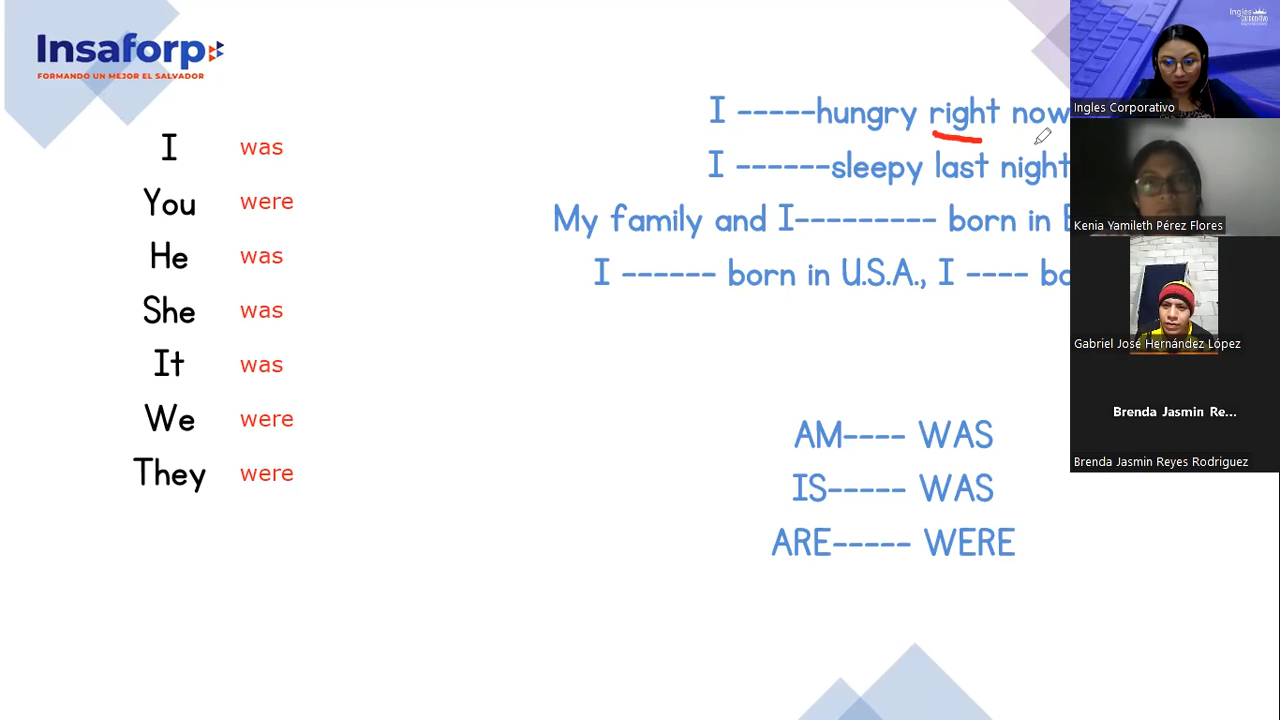 Insaforp
FORMANDO UN MEJOR EL SALVADOR
I was
You were
He was
She was
It was
We were
They were
I -----hungry right now
I ------sleepy last night
My family and I--------- born in
I ------ born in U.S.A., I ----
AM---- WAS
IS----- WAS
ARE----- WERE
Ingles Corporativo
Kenia Yamileth Pérez Flores
Gabriel José Hernández López
Brenda Jasmin Re...
Brenda Jasmin Reyes Rodriguez